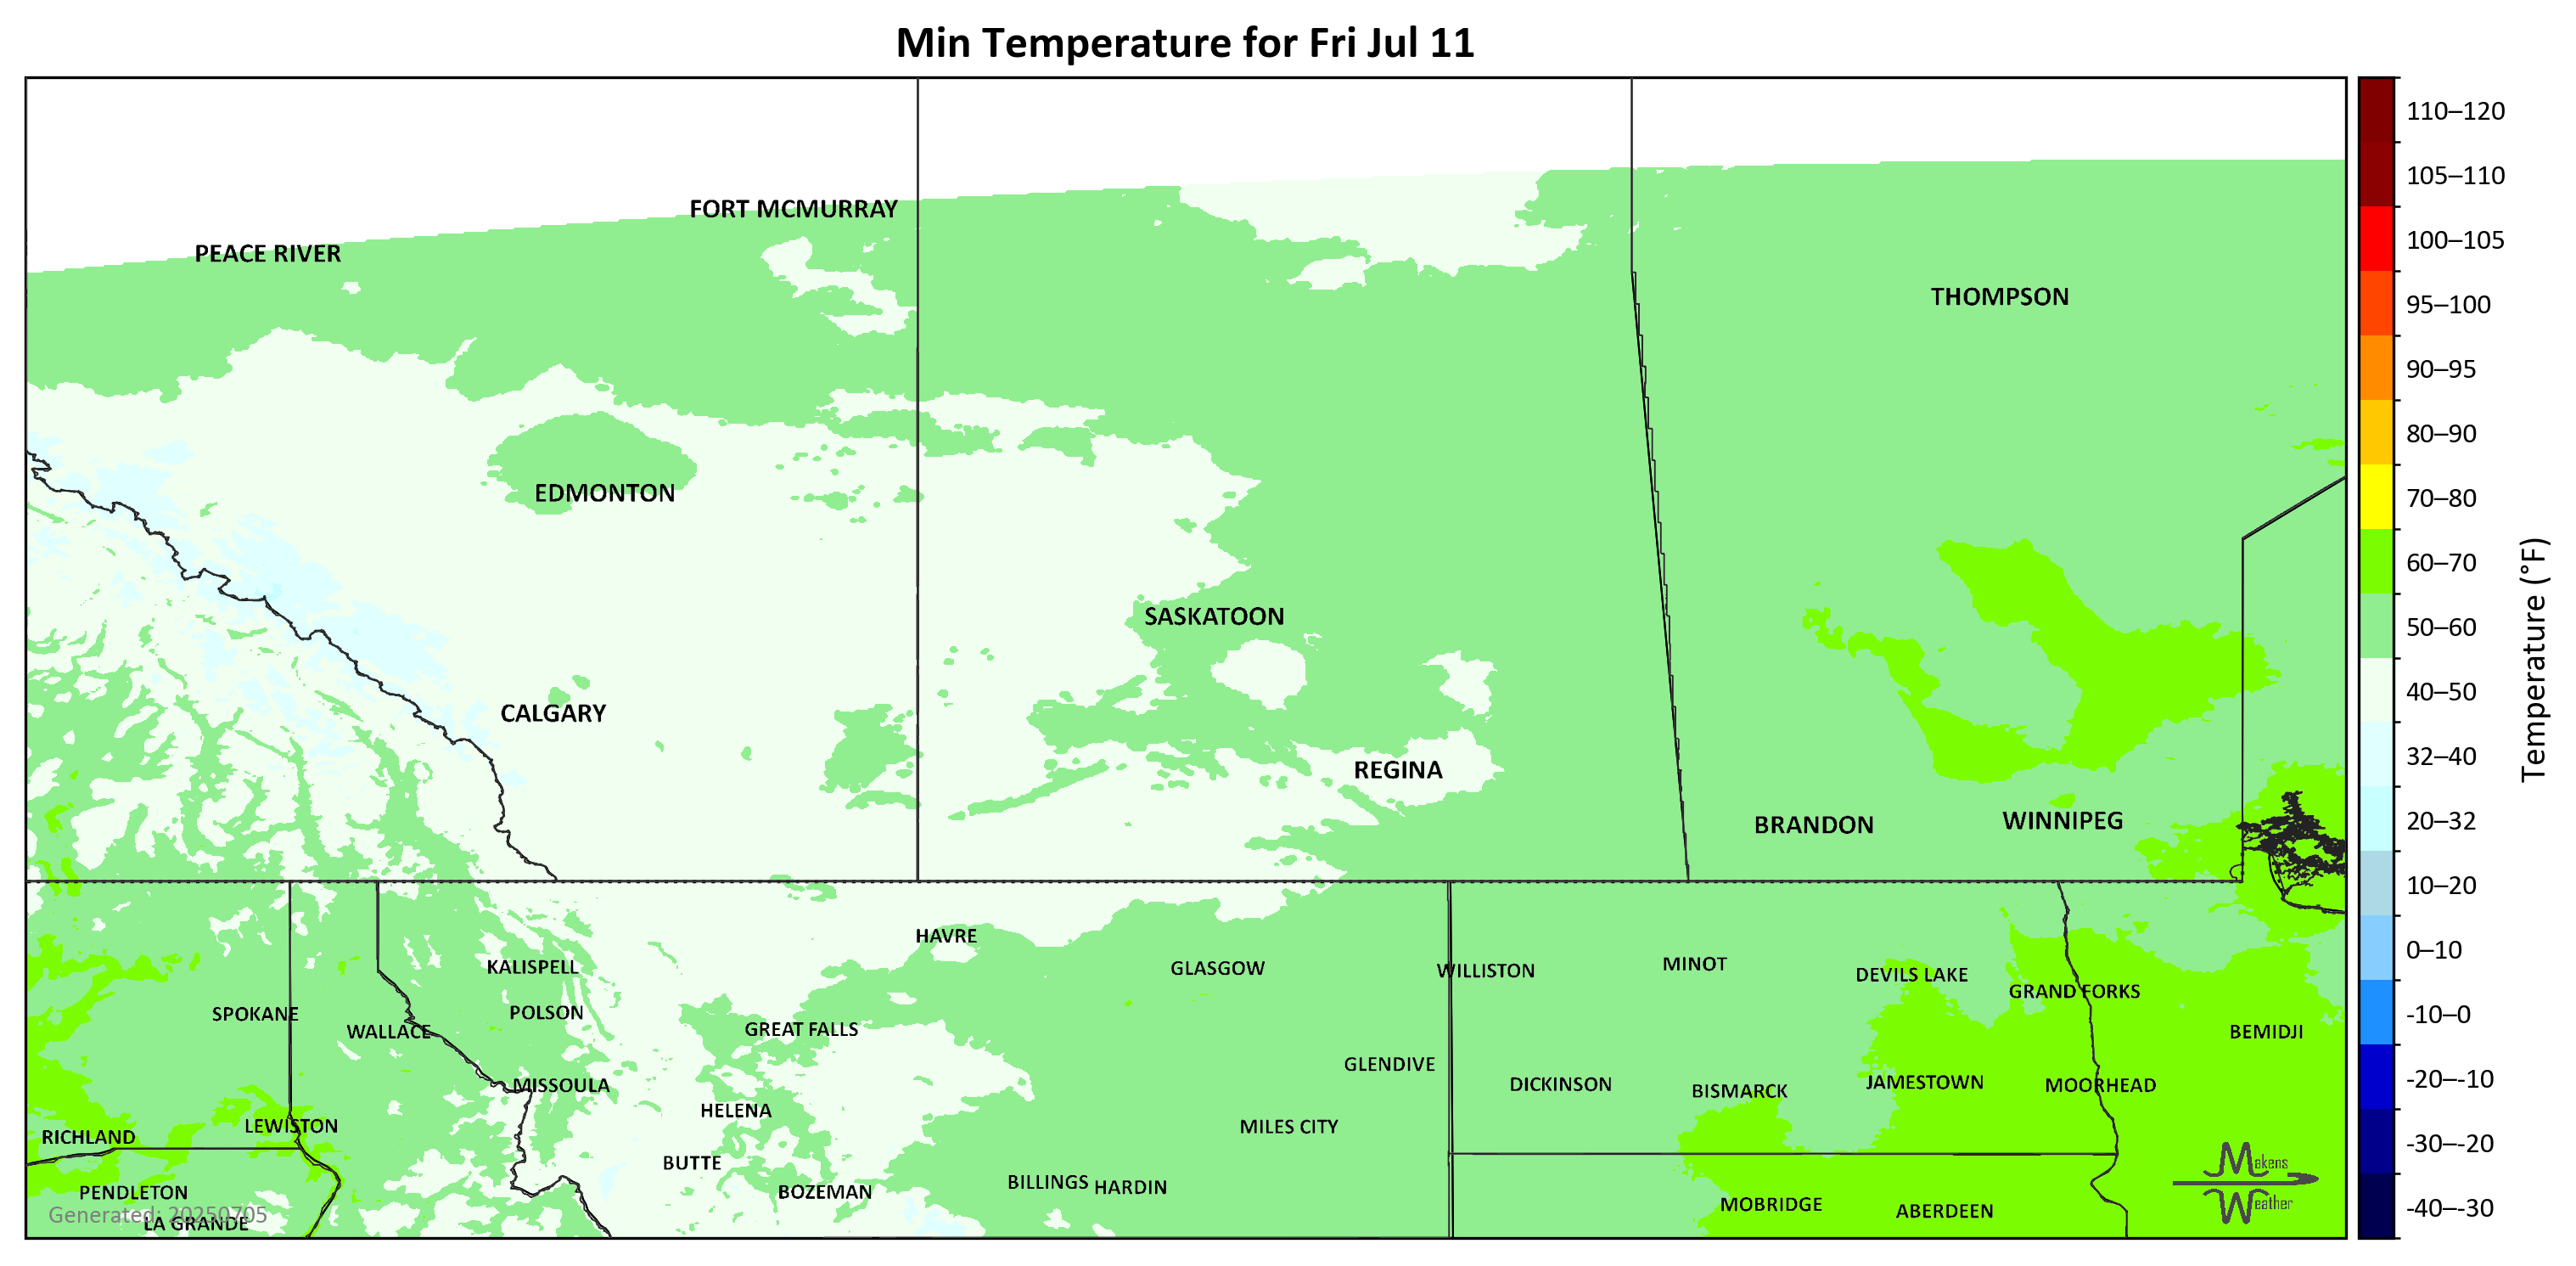 Min Temperature for Fri Jul 11
110–120
105–110
100–105
95–100
90–95
80–90
70–80
60–70
50–60
40–50
32–40
20–32
10–20
0–10
-10–0
-20–-10
-30–-20
-40–-30
Temperature (°F)
FORT MCMURRAY
PEACE RIVER
THOMPSON
EDMONTON
SASKATOON
CALGARY
REGINA
BRANDON
WINNIPEG
HAVRE
KALISPELL
GLASGOW
WILLISTON
MINOT
DEVILS LAKE
GRAND FORKS
SPOKANE
POLSON
WALLACE
GREAT FALLS
BEMIDJI
GLENDIVE
MISSOULA
DICKINSON
BISMARCK
JAMESTOWN
MOORHEAD
HELENA
LEWISTON
MILES CITY
RICHLAND
BUTTE
PENDLETON
BOZEMAN
BILLINGS
HARDIN
MOBRIDGE
ABERDEEN
LA GRANDE
Generated: 20250705
Makens
Weather